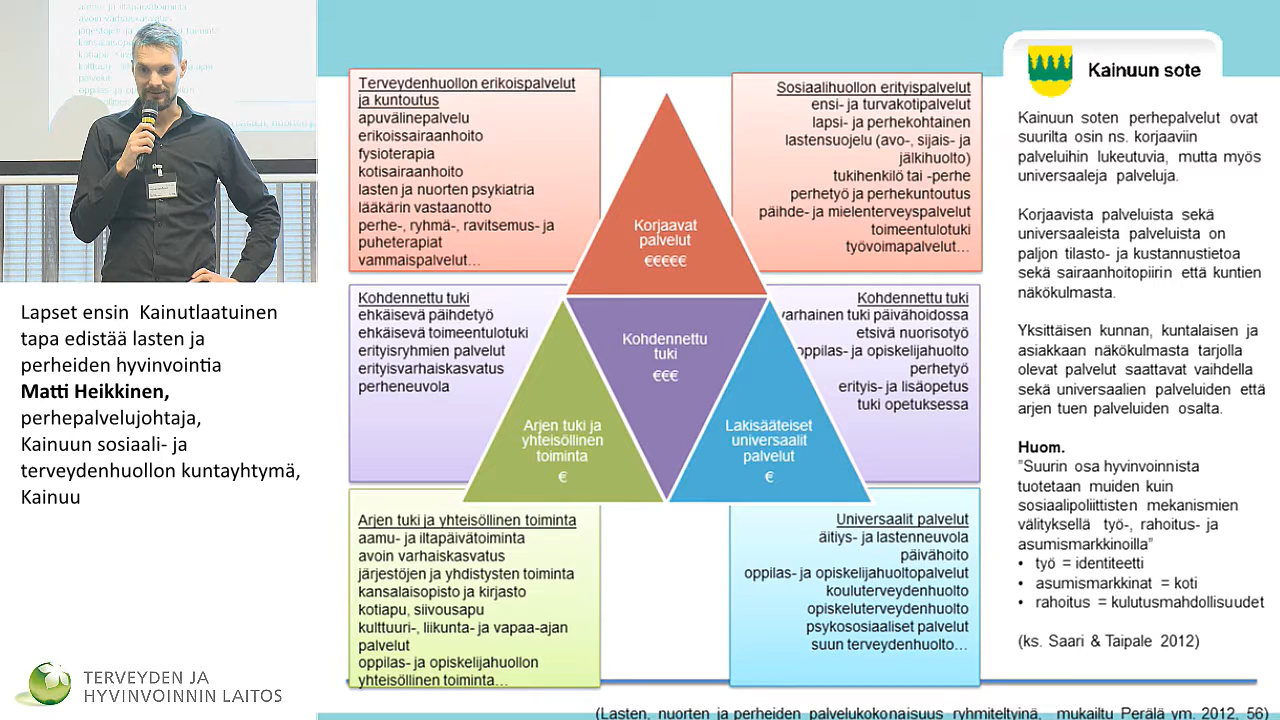 Lapset ensin Kainutlaatuinen
tapa edistää lasten ja
perheiden hyvinvointia
Matti Heikkinen,
perhepalvelujohtaja,
Kainuun sosiaali- ja
terveydenhuollon kuntayhtymä,
Kainuu
TERVEYDEN JA
HYVINVOINNIN LAITOS
Terveydenhuollon erikoispalvelut
ja kuntoutus
apuvälinepalvelu
erikoissairaanhoito
fysioterapia
kotisairaanhoito
lasten ja nuorten psykiatria
lääkärin vastaanotto
perhe-, ryhmä-, ravitsemus- ja
puheterapiat
vammaispalvelut…
Sosiaalihuollon erityispalvelut
ensi- ja turvakotipalvelut
lapsi- ja perhekohtainen
lastensuojelu (avo-, sijais- ja
jälkihuolto)
tukihenkilö tai -perhe
perhetyö ja perhekuntoutus
päihde- ja mielenterveyspalvelut
toimeentulotuki
työvoimapalvelut…
Korjaavat
palvelut
€€€€€
Kohdennettu tuki
ehkäisevä päihdetyö
ehkäisevä toimeentulotuki
erityisryhmien palvelut
erityisvarhaiskasvatus
perheneuvola
Kohdennettu
tuki
€€€
Kohdennettu tuki
varhainen tuki päivähoidossa
etsivä nuorisotyö
oppilas- ja opiskelijahuolto
perhetyö
erityis- ja lisäopetus
tuki opetuksessa
Arjen tuki ja
yhteisöllinen
toiminta
€
Lakisääteiset
universaalit
palvelut
€
Arjen tuki ja yhteisöllinen toiminta
aamu- ja iltapäivätoiminta
avoin varhaiskasvatus
järjestöjen ja yhdistysten toiminta
kansalaisopisto ja kirjasto
kotiapu, siivousapu
kulttuuri-, liikunta- ja vapaa-ajan
palvelut
oppilas- ja opiskelijahuollon
yhteisöllinen toiminta…
Universaalit palvelut
äitiys- ja lastenneuvola
päivähoito
oppilas- ja opiskelijahuoltopalvelut
kouluterveydenhuolto
opiskeluterveydenhuolto
psykososiaaliset palvelut
suun terveydenhuolto…
Kainuun sote
Kainuun soten perhepalvelut ovat
suurilta osin ns. korjaaviin
palveluihin lukeutuvia, mutta myös
universaaleja palveluja.
Korjaavista palveluista sekä
universaaleista palveluista on
paljon tilasto- ja kustannustietoa
sekä sairaanhoitopiirin että kuntien
näkökulmasta.
Yksittäisen kunnan, kuntalaisen ja
asiakkaan näkökulmasta tarjolla
olevat palvelut saattavat vaihdella
sekä universaalien palveluiden että
arjen tuen palveluiden osalta.
Huom.
”Suurin osa hyvinvoinnista
tuotetaan muiden kuin
sosiaalipoliittisten mekanismien
välityksellä työ-, rahoitus- ja
asumismarkkinoilla”
• työ = identiteetti
• asumismarkkinat = koti
• rahoitus = kulutusmahdollisuudet
(ks. Saari & Taipale 2012)
(Lasten, nuorten ja perheiden palvelukokonaisuus ryhmiteltyinä, mukailtu Perälä ym. 2012, 56)